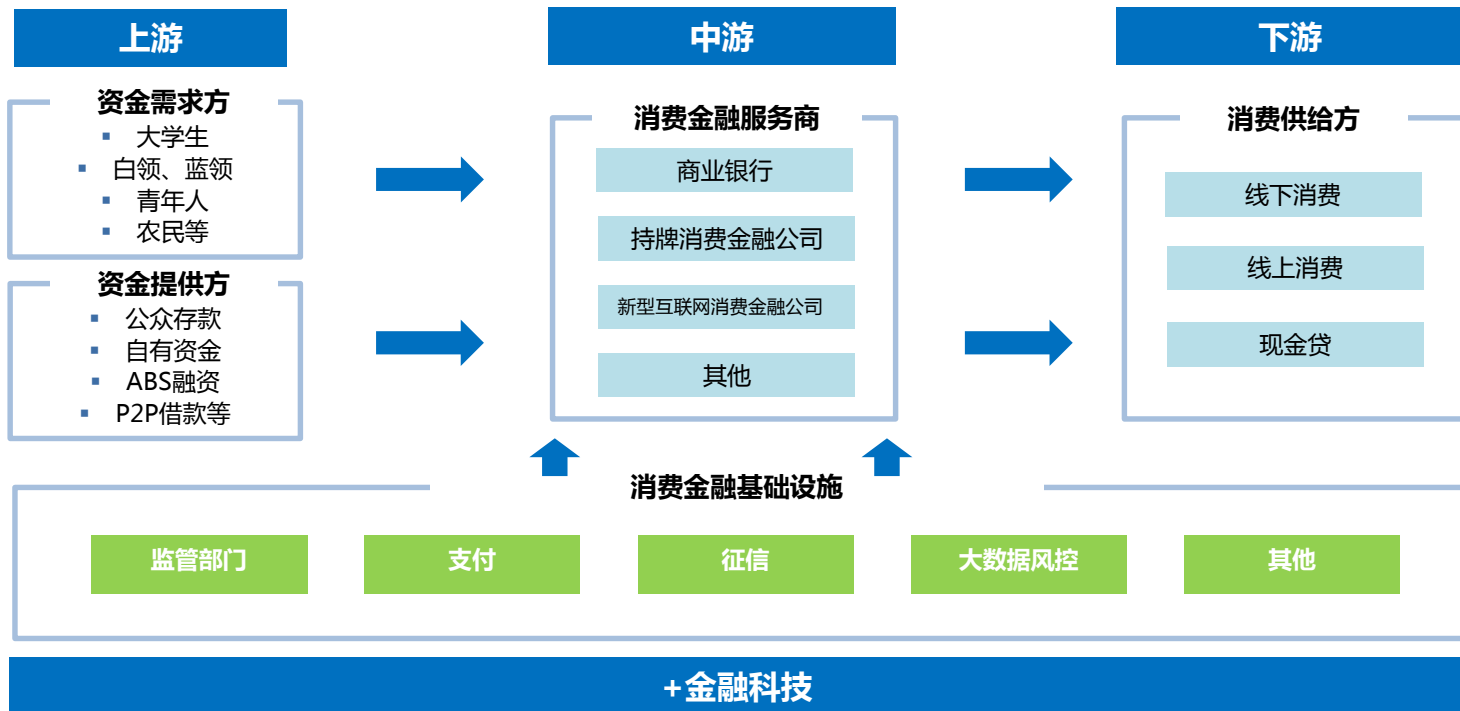 上游
中游
下游
资金需求方
大学生
白领、蓝领
青年人
农民等
资金提供方
公众存款
自有资金
ABS融资
P2P借款等
消费金融服务商
商业银行
持牌消费金融公司
新型互联网消费金融公司
其他
消费供给方
线下消费
线上消费
现金贷
消费金融基础设施
监管部门
支付
征信
大数据风控
其他
+金融科技